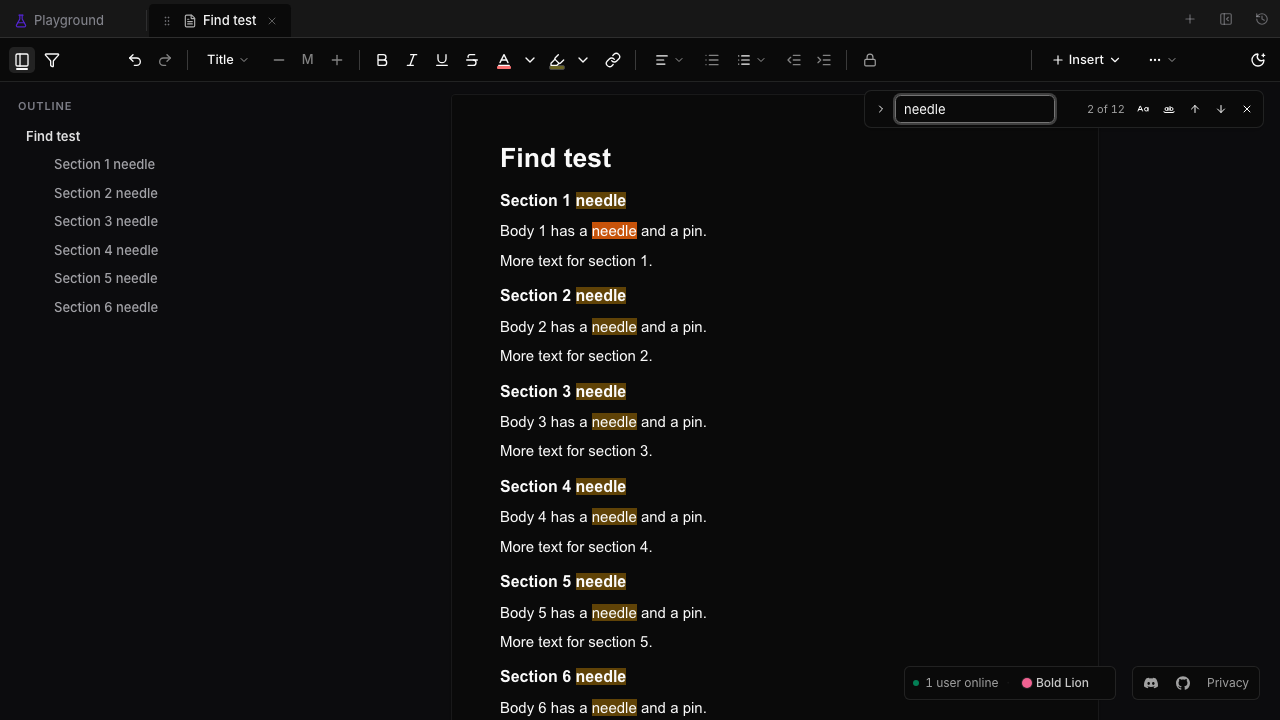 Playground
Find test
Title
M
B I U S A
Insert
OUTLINE
Find test
Section 1 needle
Section 2 needle
Section 3 needle
Section 4 needle
Section 5 needle
Section 6 needle
needle
2 of 12
Aa
ab
Find test
Section 1 needle
Body 1 has a needle and a pin.
More text for section 1.
Section 2 needle
Body 2 has a needle and a pin.
More text for section 2.
Section 3 needle
Body 3 has a needle and a pin.
More text for section 3.
Section 4 needle
Body 4 has a needle and a pin.
More text for section 4.
Section 5 needle
Body 5 has a needle and a pin.
More text for section 5.
Section 6 needle
Body 6 has a needle and a pin.
1 user online
Bold Lion
Privacy